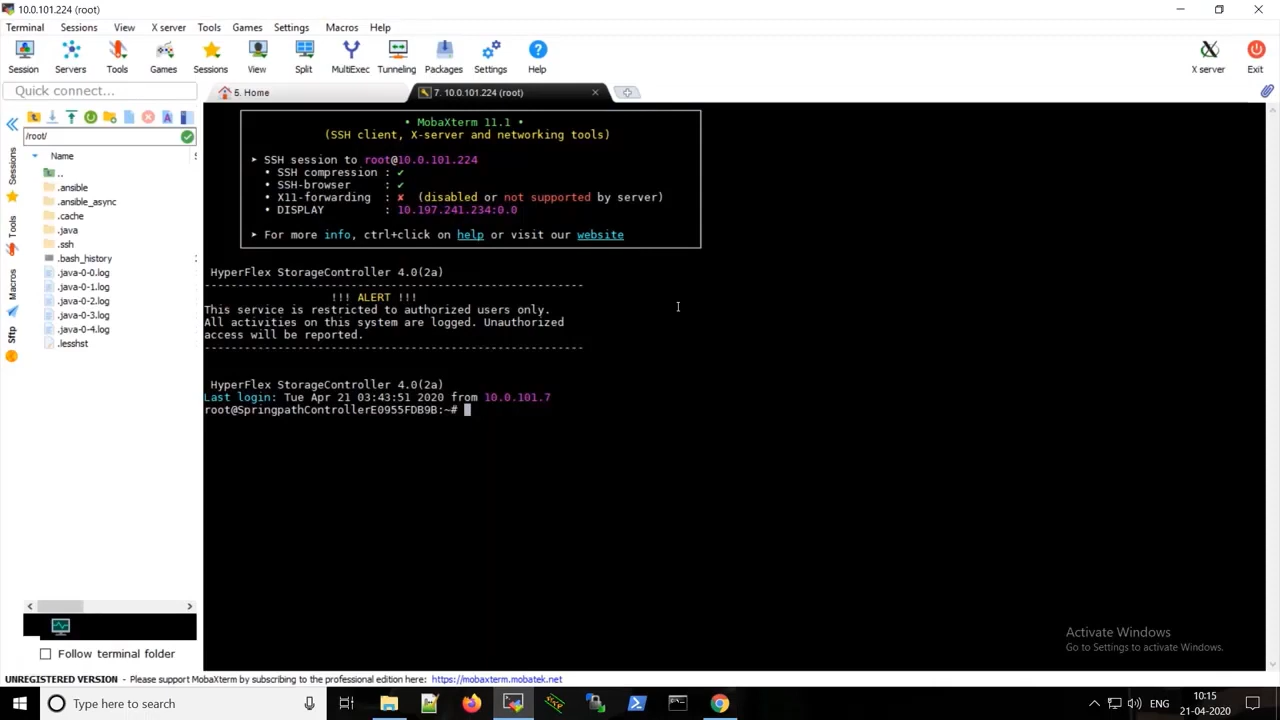 10.0.101.224 (root)
Terminal Sessions View X server Tools Games Settings Macros Help
Session Servers Tools Games Sessions View Split MultiExec Tunneling Packages Settings Help X server Exit
Quick connect...
5. Home
7. 10.0.101.224 (root)
/root/
Name
..
.ansible
.ansible_async
.cache
.java
.ssh
.bash_history
.java-0-0.log
.java-0-1.log
.java-0-2.log
.java-0-3.log
.java-0-4.log
.lesshst
Sessions
Tools
Macros
Sftp
• MobaXterm 11.1 •
(SSH client, X-server and networking tools)
➤ SSH session to root@10.0.101.224
• SSH compression : ✔
• SSH-browser : ✔
• X11-forwarding : ✘ (disabled or not supported by server)
• DISPLAY : 10.197.241.234:0.0
➤ For more info, ctrl+click on help or visit our website
HyperFlex StorageController 4.0(2a)
--------------------------------------------------------
!!! ALERT !!!
This service is restricted to authorized users only.
All activities on this system are logged. Unauthorized
access will be reported.
--------------------------------------------------------
HyperFlex StorageController 4.0(2a)
Last login: Tue Apr 21 03:43:51 2020 from 10.0.101.7
root@SpringpathControllerE0955FDB9B:~#
Follow terminal folder
Activate Windows
Go to Settings to activate Windows.
UNREGISTERED VERSION - Please support MobaXterm by subscribing to the professional edition here: https://mobaxterm.mobatek.net
Type here to search
ENG
10:15
21-04-2020